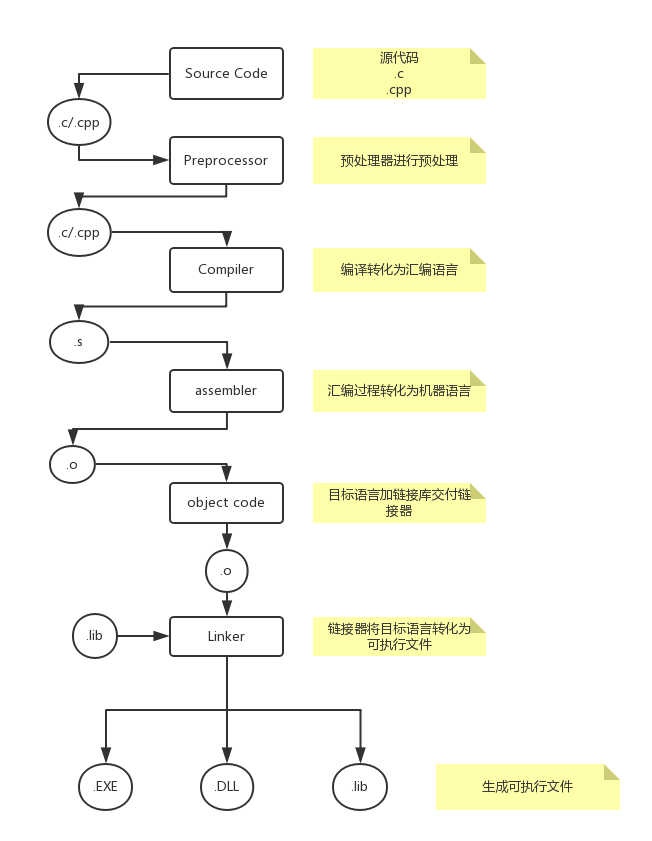 Source Code
源代码
.c
.cpp
.c/.cpp
Preprocessor
预处理器进行预处理
.c/.cpp
Compiler
编译转化为汇编语言
.s
assembler
汇编过程转化为机器语言
.o
object code
目标语言加链接库交付链
接器
.o
.lib
Linker
链接器将目标语言转化为
可执行文件
.EXE
.DLL
.lib
生成可执行文件